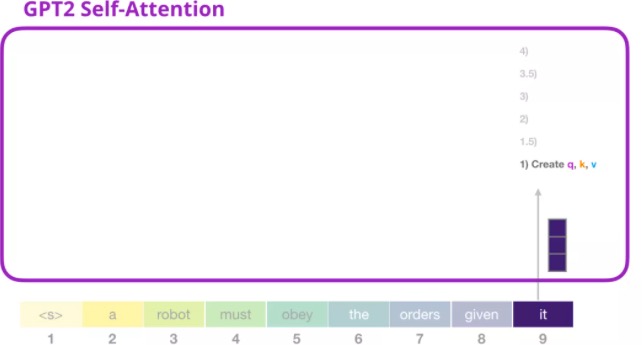 GPT2 Self-Attention
4)
3.5)
3)
2)
1.5)
1) Create q, k, v
<s> a robot must obey the orders given it
1 2 3 4 5 6 7 8 9